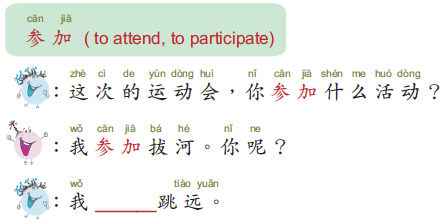 cān jiā
参加 ( to attend, to participate)
zhè cì de yùn dòng huì nǐ cān jiā shén me huó dòng
：这次的运动会，你参加什么活动？
wǒ cān jiā bá hé nǐ ne
：我参加拔河。你呢？
wǒ tiào yuǎn
：我______跳远。